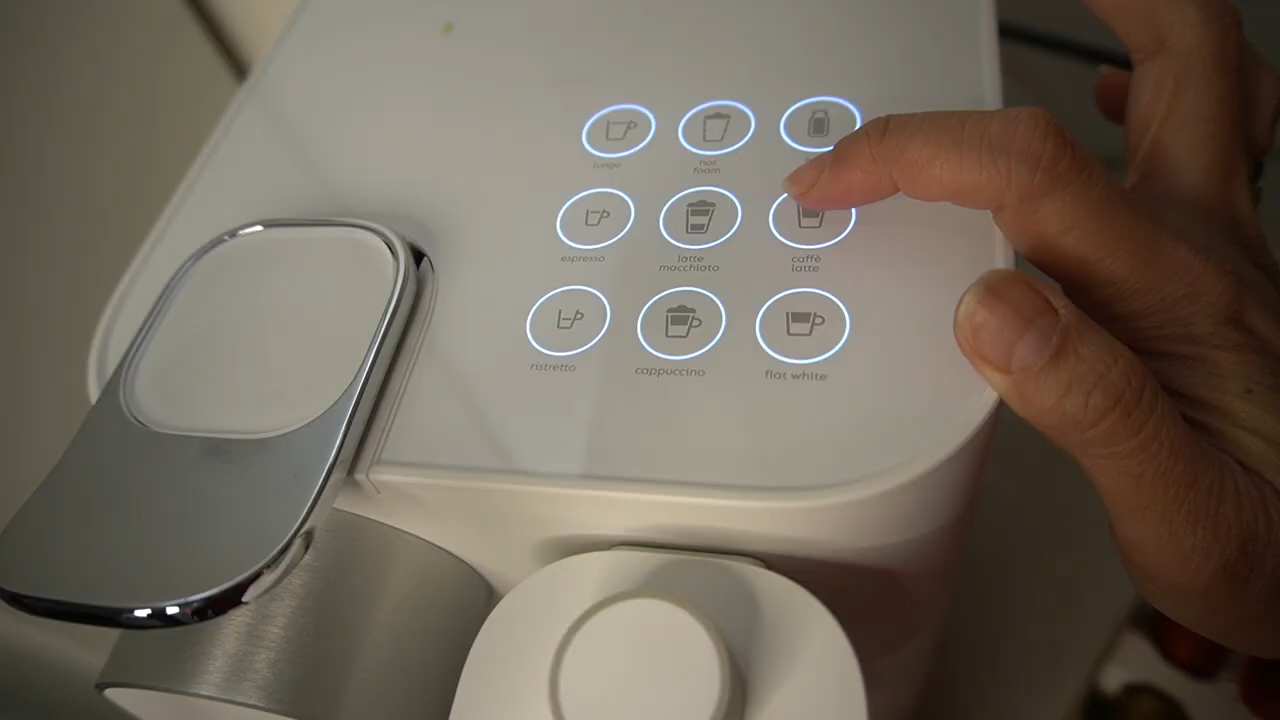 lungo
hot
foam
espresso
latte
macchiato
caffè
latte
ristretto
cappuccino
flat white